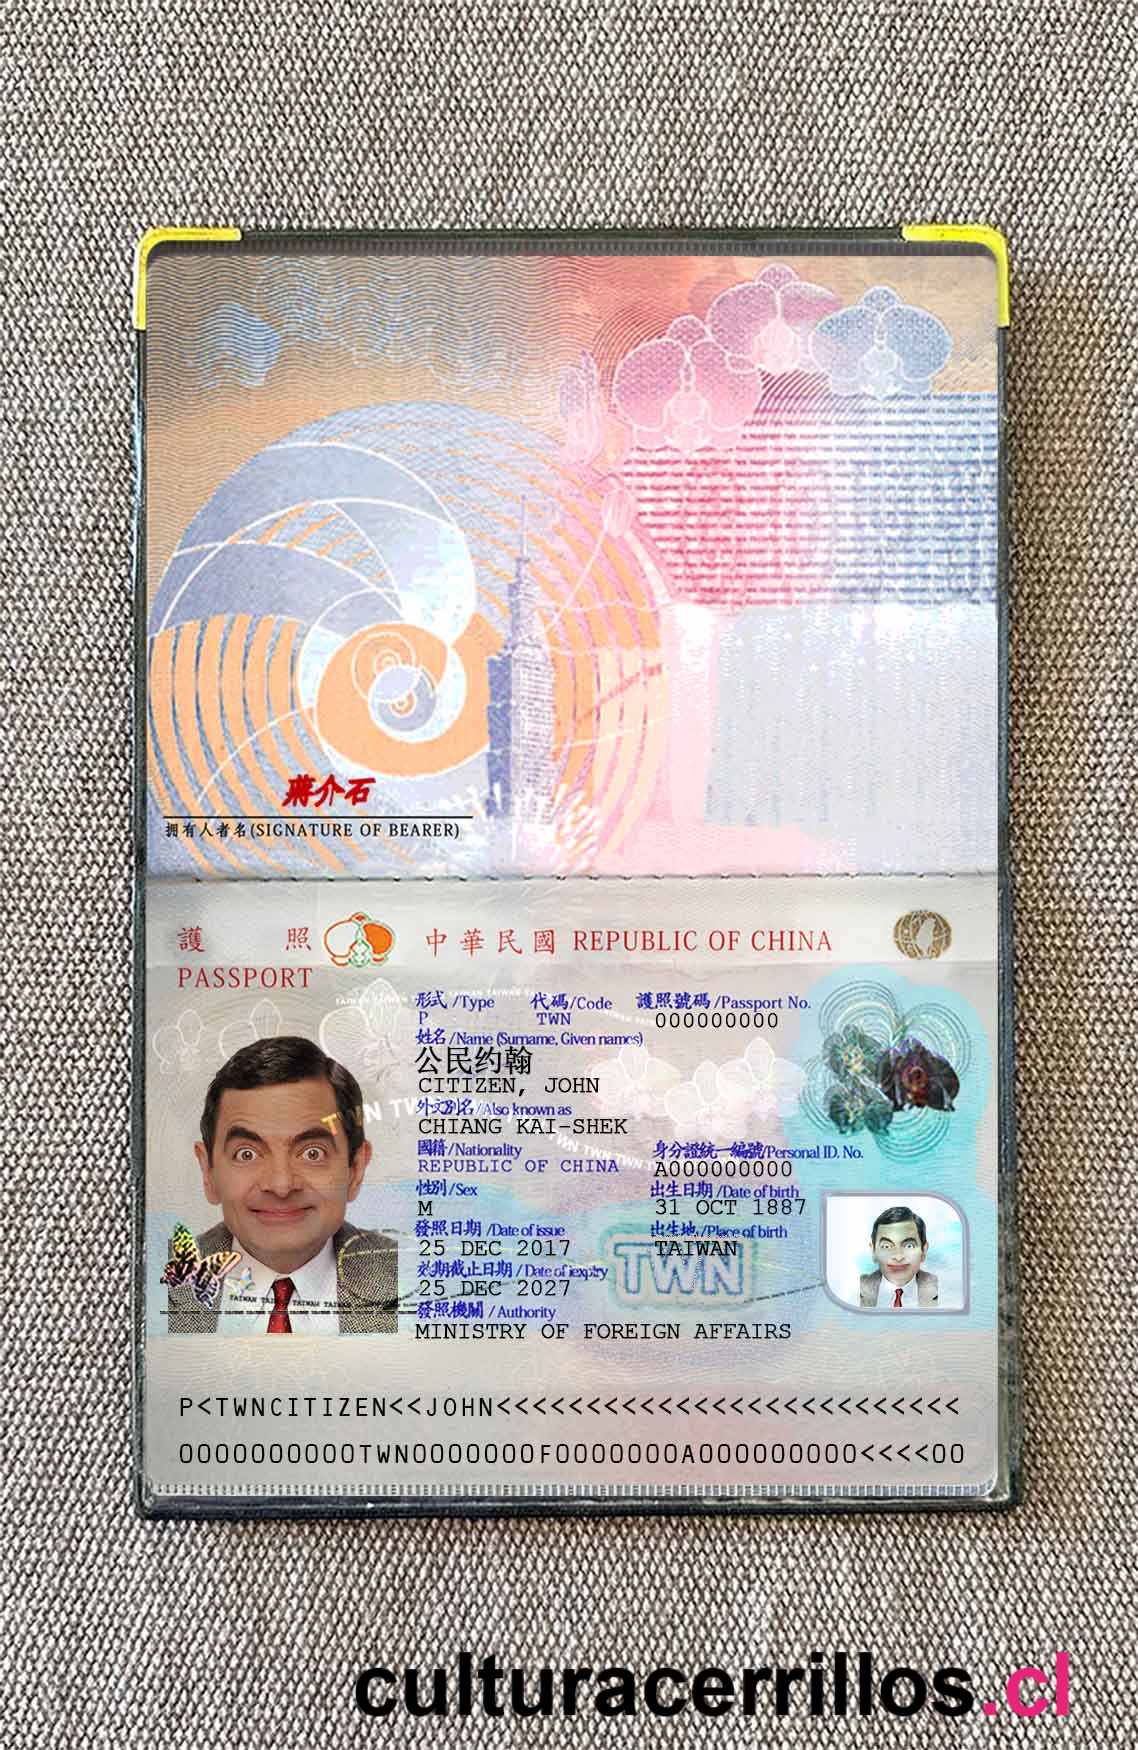 蔣介石
拥有人者名(SIGNATURE OF BEARER)
護 照 中華民國 REPUBLIC OF CHINA
PASSPORT
形式/Type 代碼/Code 護照號碼/Passport No.
P TWN 000000000
姓名/Name (Surname, Given names)
公民约翰
CITIZEN, JOHN
外文別名/Also known as
CHIANG KAI-SHEK
國籍/Nationality 身分證統一編號/Personal ID. No.
REPUBLIC OF CHINA A000000000
性別/Sex 出生日期/Date of birth
M 31 OCT 1887
發照日期/Date of issue 出生地/Place of birth
25 DEC 2017 TAIWAN
效期截止日期/Date of expiry
25 DEC 2027
TWN
發照機關/Authority
MINISTRY OF FOREIGN AFFAIRS
P<TWNCITIZEN<<JOHN<<<<<<<<<<<<<<<<<<<<<<<<<<
0000000000TWN0000000F0000000A000000000<<<<00
culturacerrillos.cl